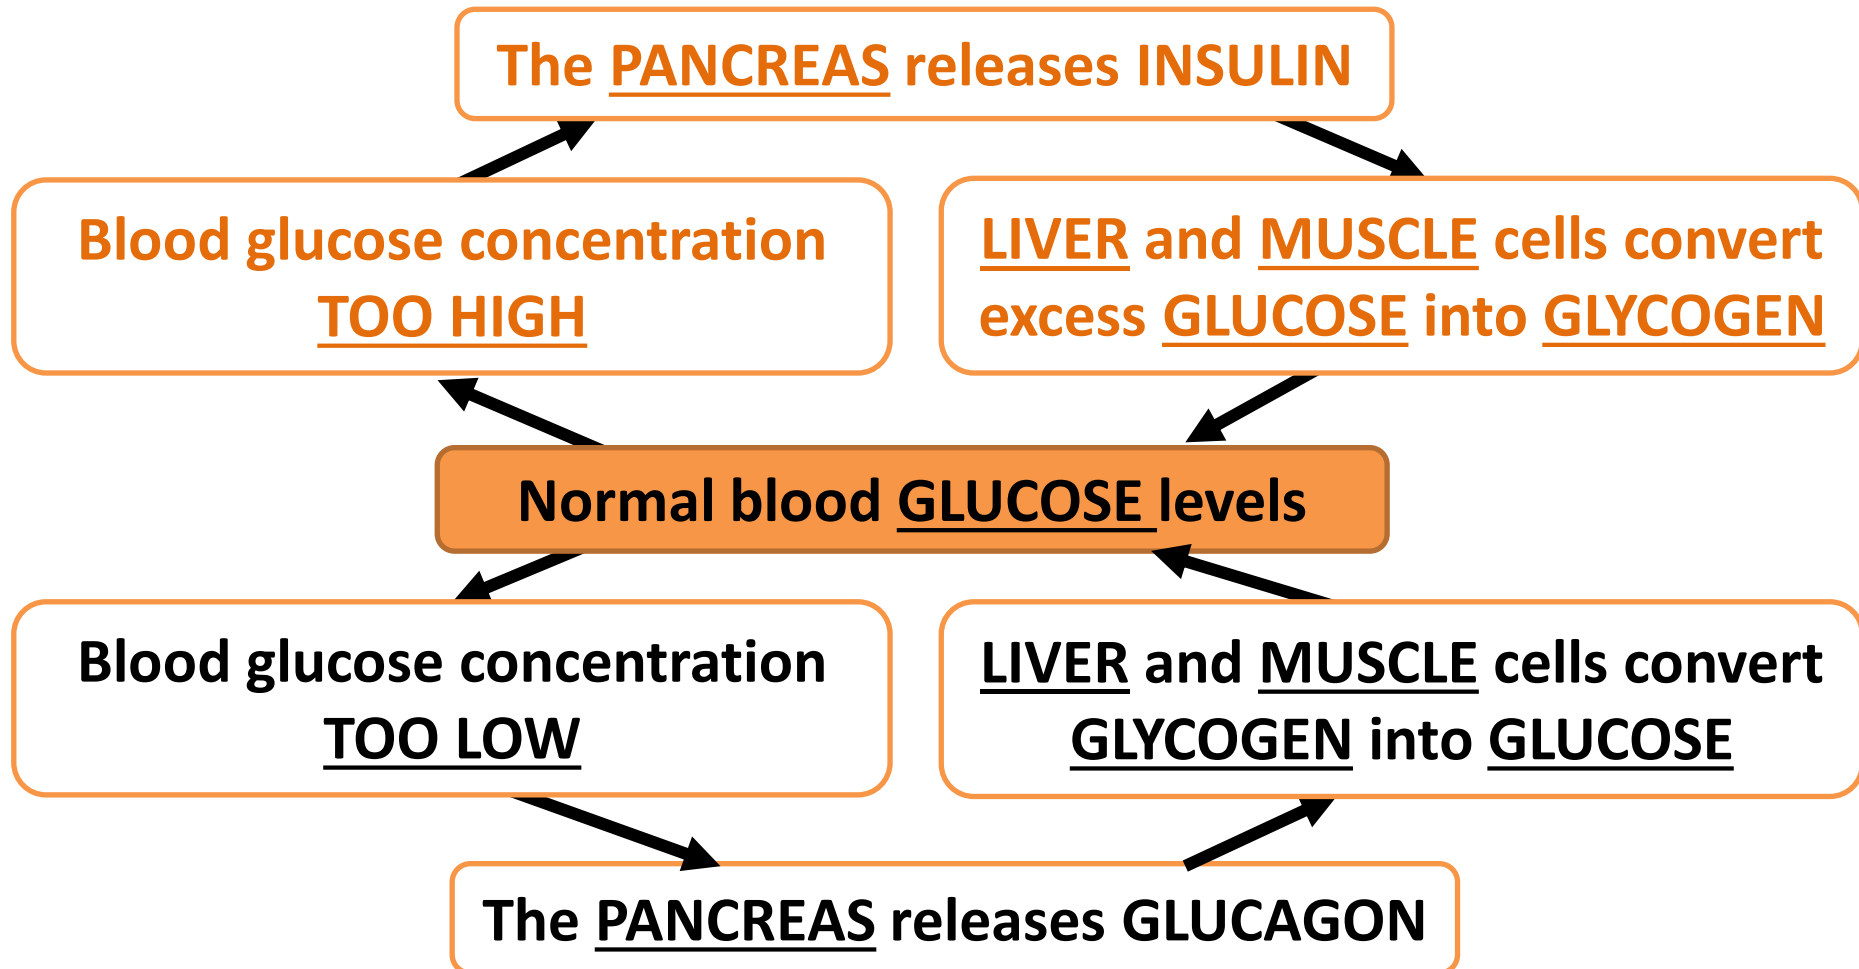 The PANCREAS releases INSULIN
Blood glucose concentration
TOO HIGH
LIVER and MUSCLE cells convert
excess GLUCOSE into GLYCOGEN
Normal blood GLUCOSE levels
Blood glucose concentration
TOO LOW
LIVER and MUSCLE cells convert
GLYCOGEN into GLUCOSE
The PANCREAS releases GLUCAGON